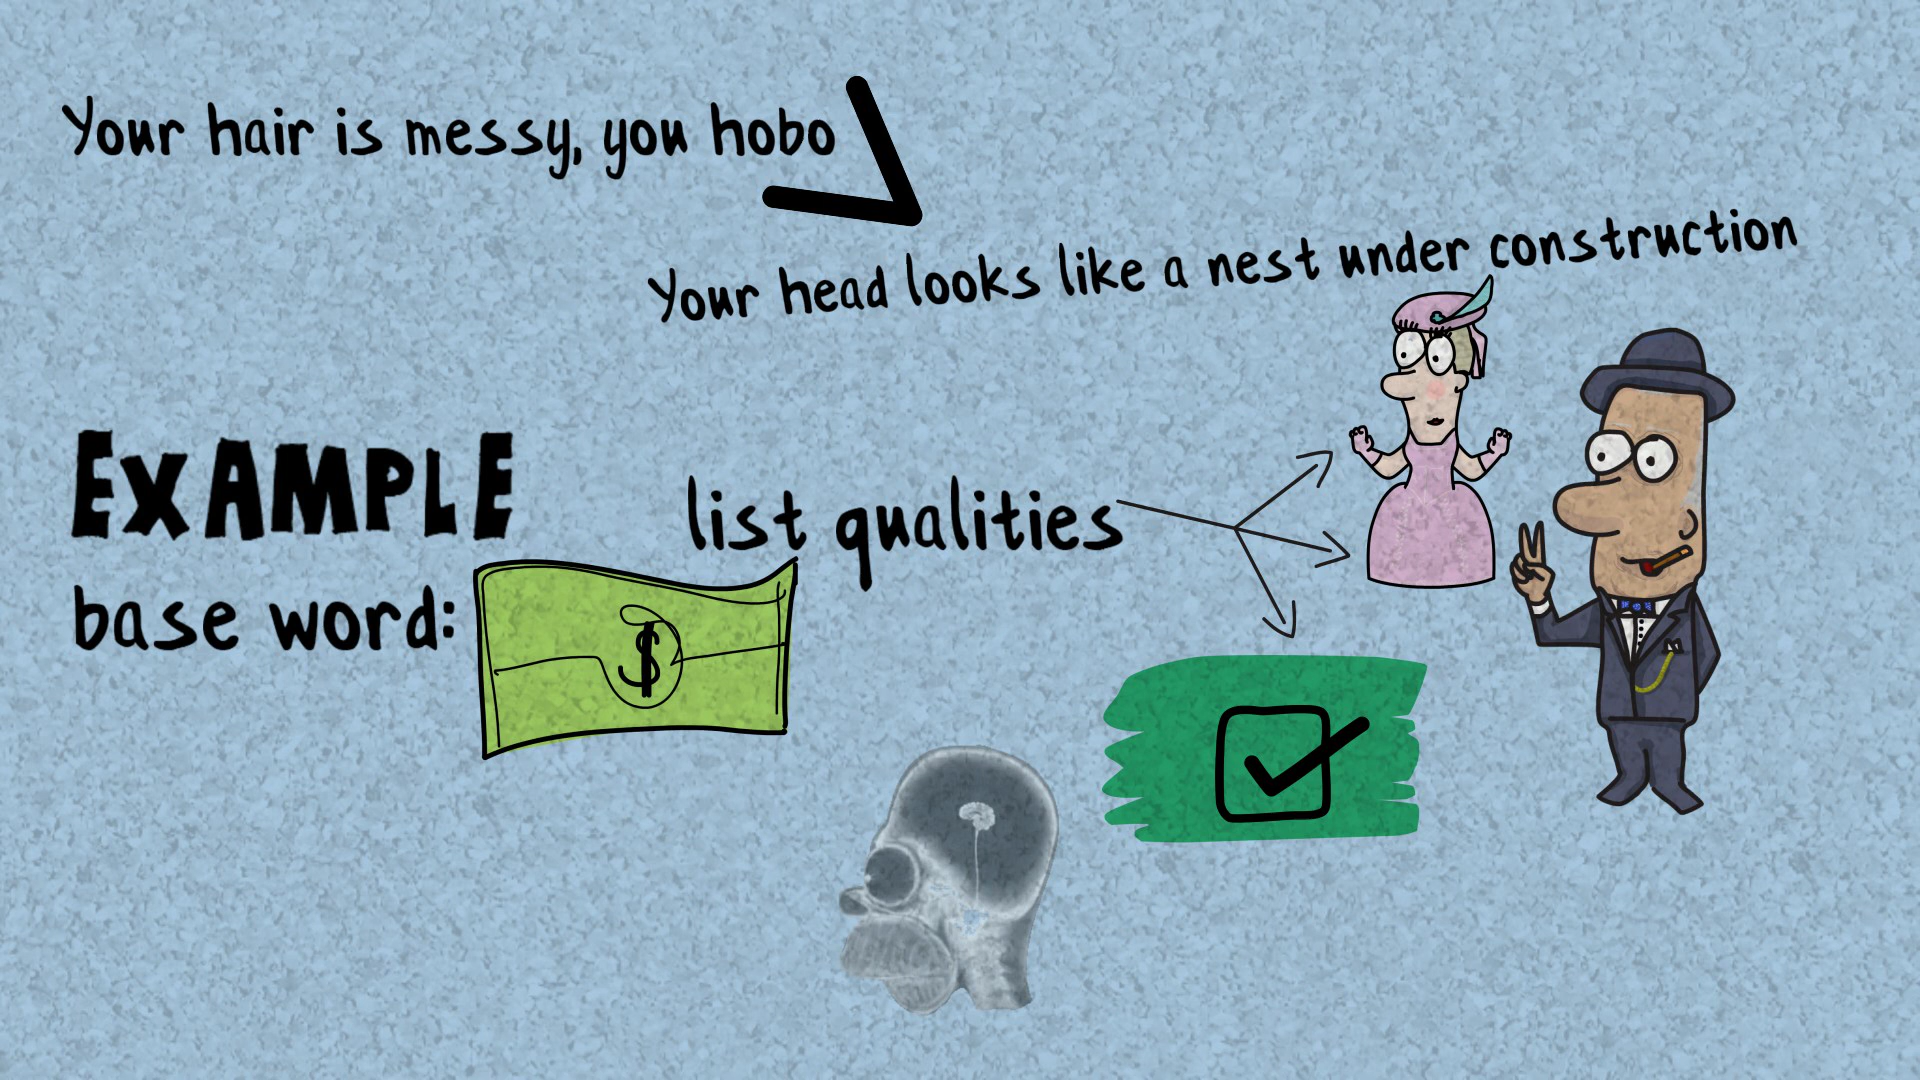 Your hair is messy, you hobo
Your head looks like a nest under construction
EXAMPLE
list qualities
base word:
$